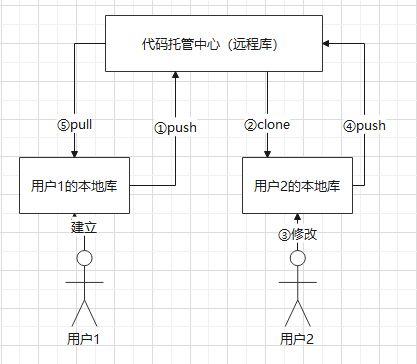 代码托管中心（远程库）
⑤pull
①push
②clone
④push
用户1的本地库
用户2的本地库
建立
③修改
用户1
用户2